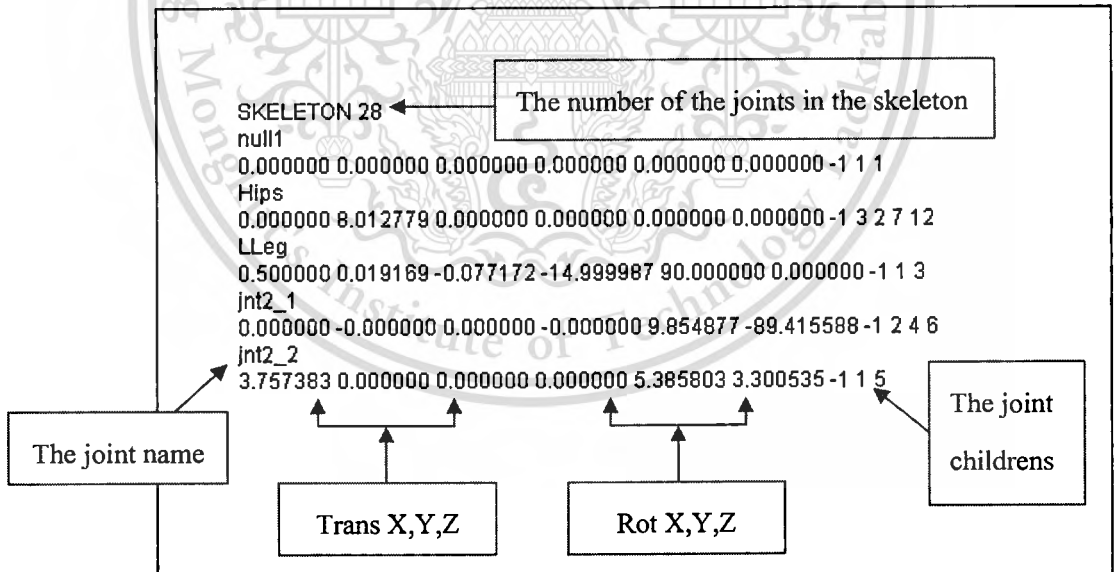 SKELETON 28
The number of the joints in the skeleton
null1
0.000000 0.000000 0.000000 0.000000 0.000000 0.000000 -1 1 1
Hips
0.000000 8.012779 0.000000 0.000000 0.000000 0.000000 -1 3 2 7 12
LLeg
0.500000 0.019169 -0.077172 -14.999987 90.000000 0.000000 -1 1 3
jnt2_1
0.000000 -0.000000 0.000000 -0.000000 9.854877 -89.415588 -1 2 4 6
jnt2_2
3.757383 0.000000 0.000000 0.000000 5.385803 3.300535 -1 1 5
The joint name
The joint
childrens
Trans X,Y,Z
Rot X,Y,Z
Institute of Technology